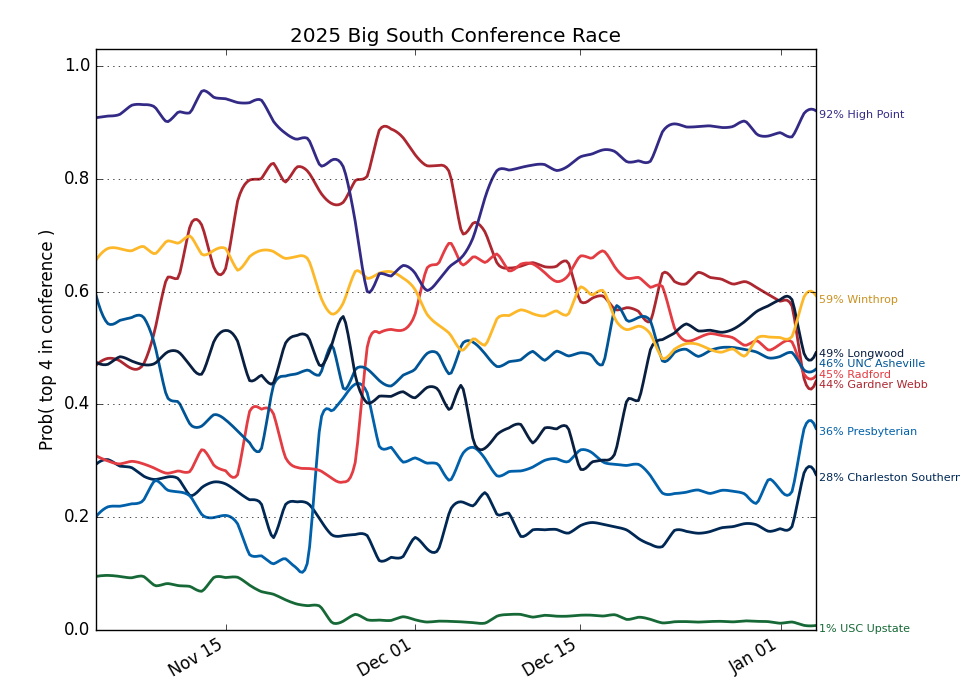 2025 Big South Conference Race
Prob( top 4 in conference )
1.0
0.8
0.6
0.4
0.2
0.0
Nov 15
Dec 01
Dec 15
Jan 01
92% High Point
59% Winthrop
49% Longwood
46% UNC Asheville
45% Radford
44% Gardner Webb
36% Presbyterian
28% Charleston Southern
1% USC Upstate